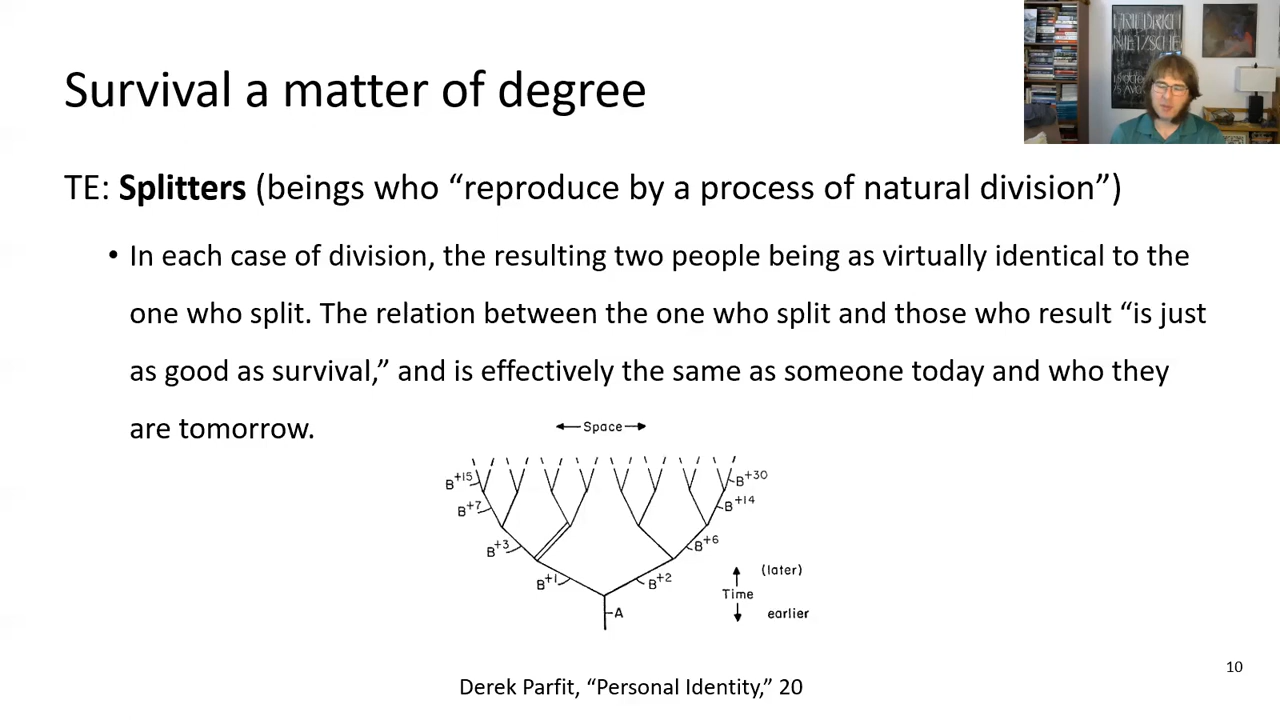 FRIEDRICH
NIETZSCHE
Survival a matter of degree
TE: Splitters (beings who “reproduce by a process of natural division”)
• In each case of division, the resulting two people being as virtually identical to the
one who split. The relation between the one who split and those who result “is just
as good as survival,” and is effectively the same as someone today and who they
are tomorrow.
Space
B+15
B+30
B+7
B+14
B+3
B+6
B+1
B+2
(later)
Time
A
earlier
10
Derek Parfit, “Personal Identity,” 20